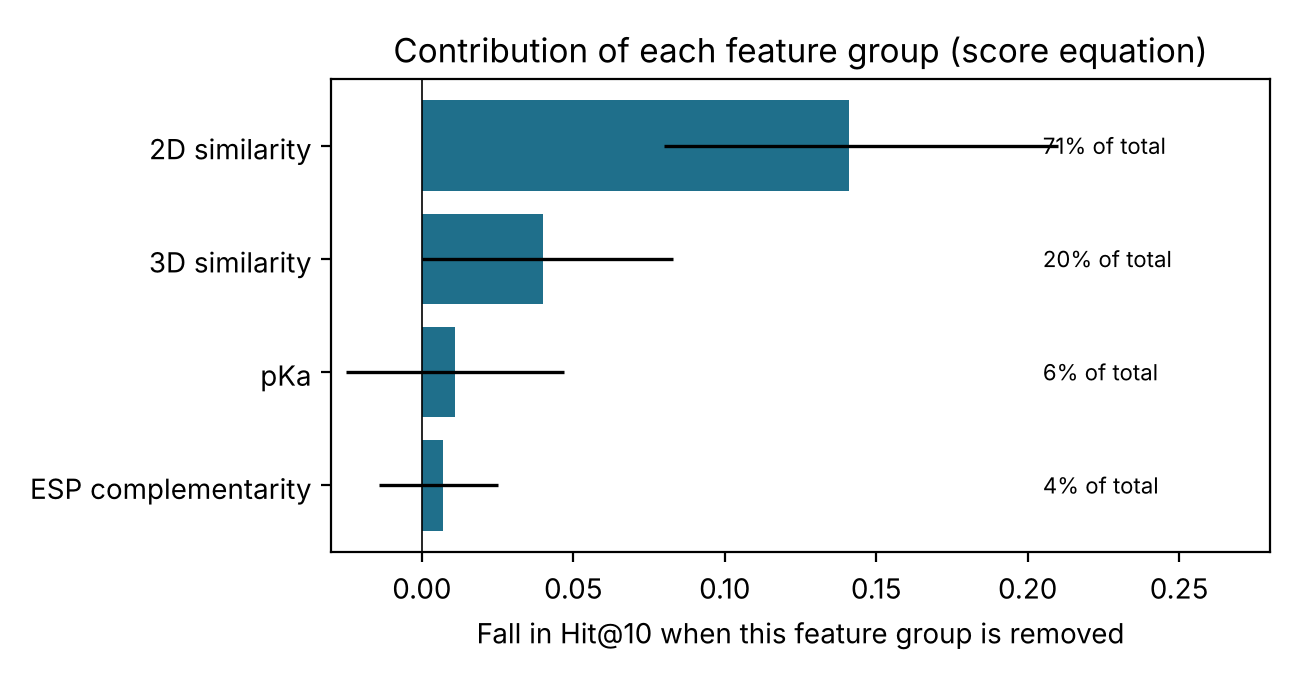 Contribution of each feature group (score equation)
2D similarity
71% of total
3D similarity
20% of total
pKa
6% of total
ESP complementarity
4% of total
0.00 0.05 0.10 0.15 0.20 0.25
Fall in Hit@10 when this feature group is removed